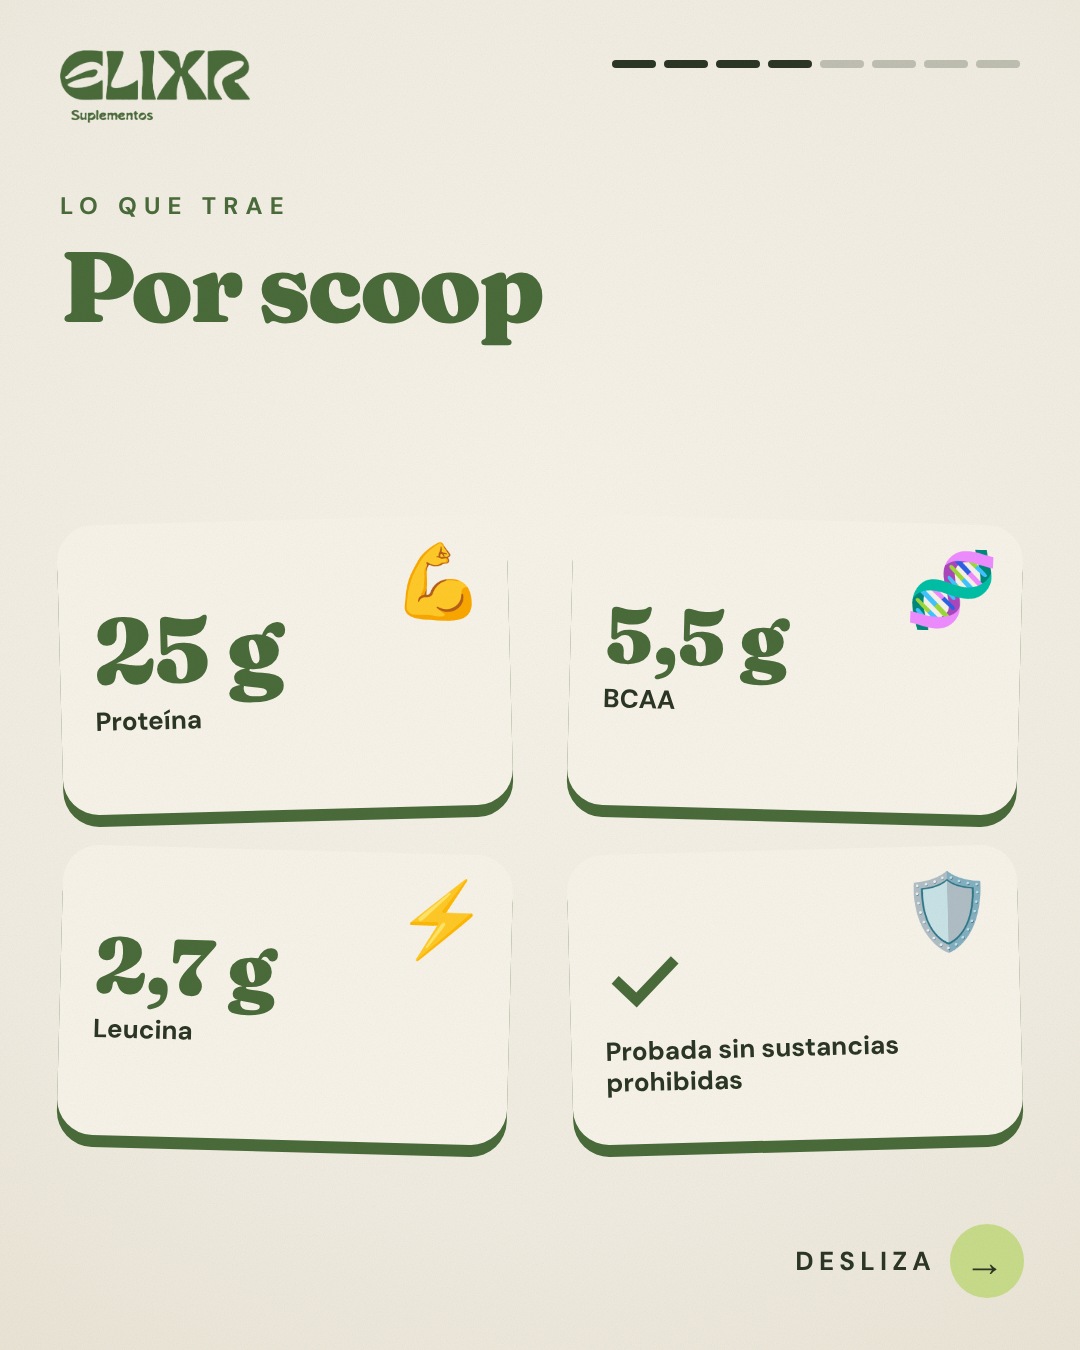 ELIXR
Suplementos
LO QUE TRAE
Por scoop
25 g
Proteína
5,5 g
BCAA
2,7 g
Leucina
Probada sin sustancias
prohibidas
DESLIZA →